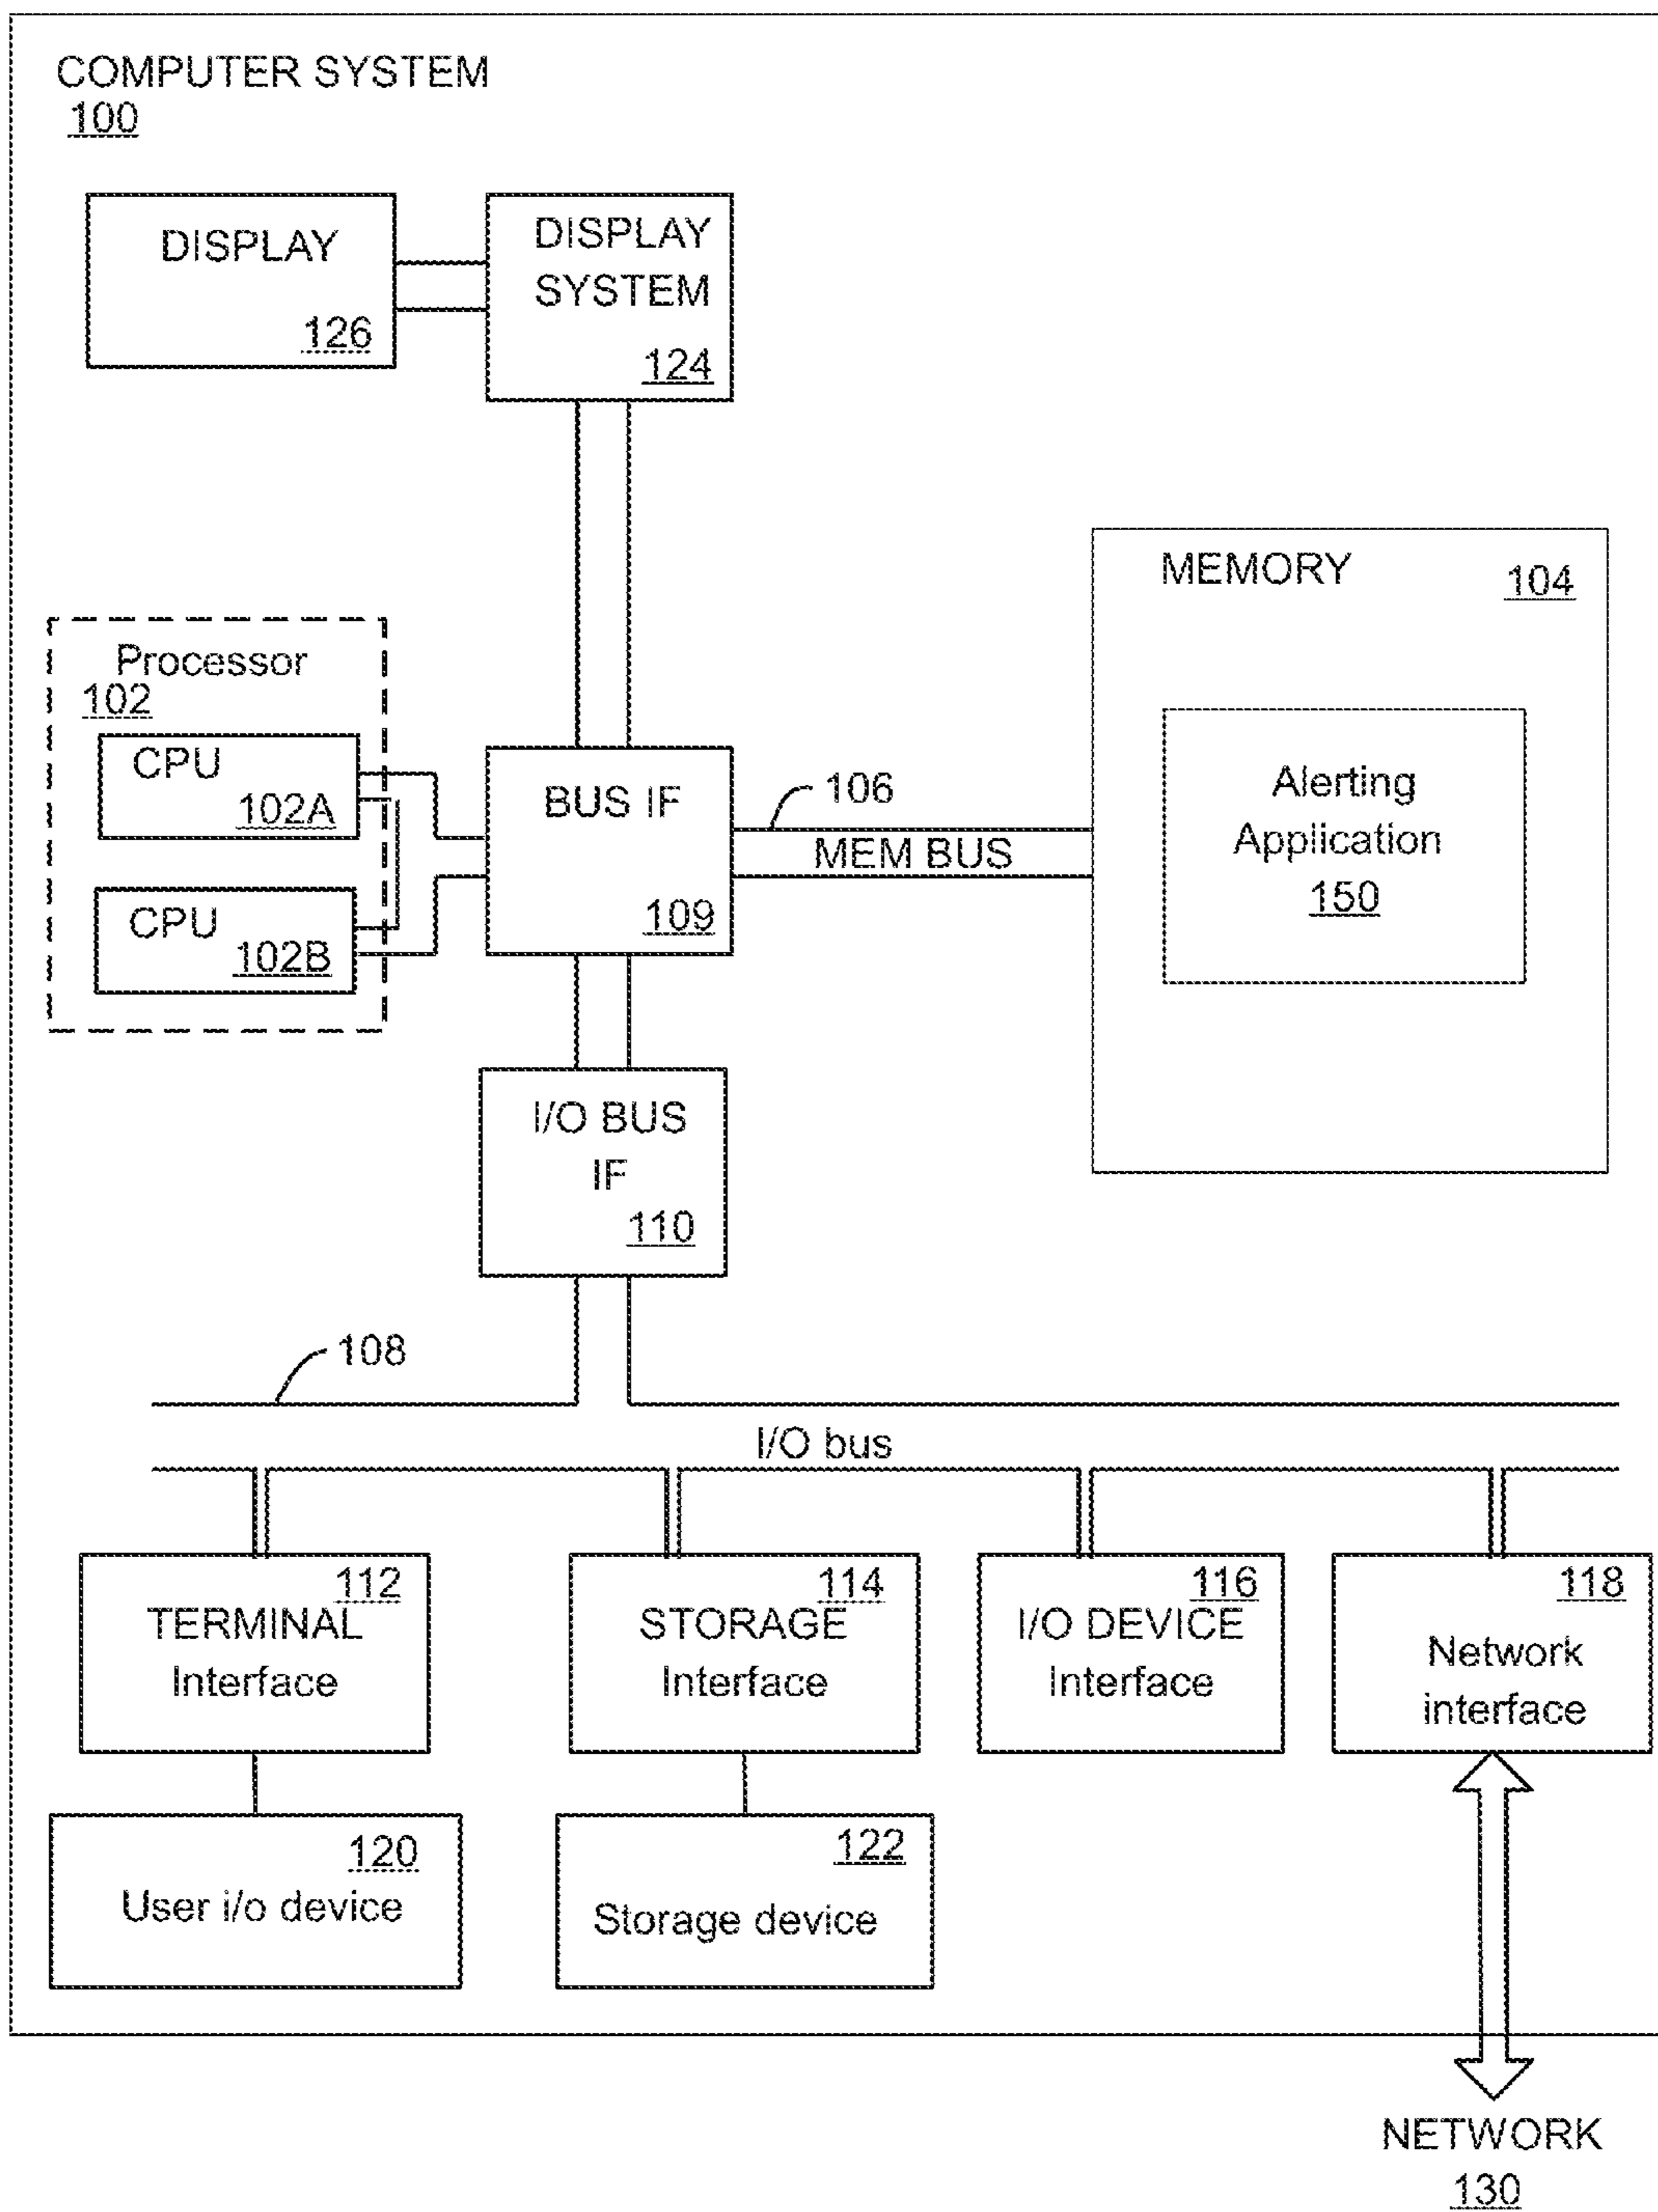 COMPUTER SYSTEM
100
DISPLAY
126
DISPLAY
SYSTEM
124
MEMORY
104
Processor
102
CPU
102A
CPU
102B
BUS IF
109
106
MEM BUS
Alerting
Application
150
I/O BUS
IF
110
108
I/O bus
112
TERMINAL
Interface
114
STORAGE
Interface
116
I/O DEVICE
Interface
118
Network
interface
120
User i/o device
122
Storage device
NETWORK
130